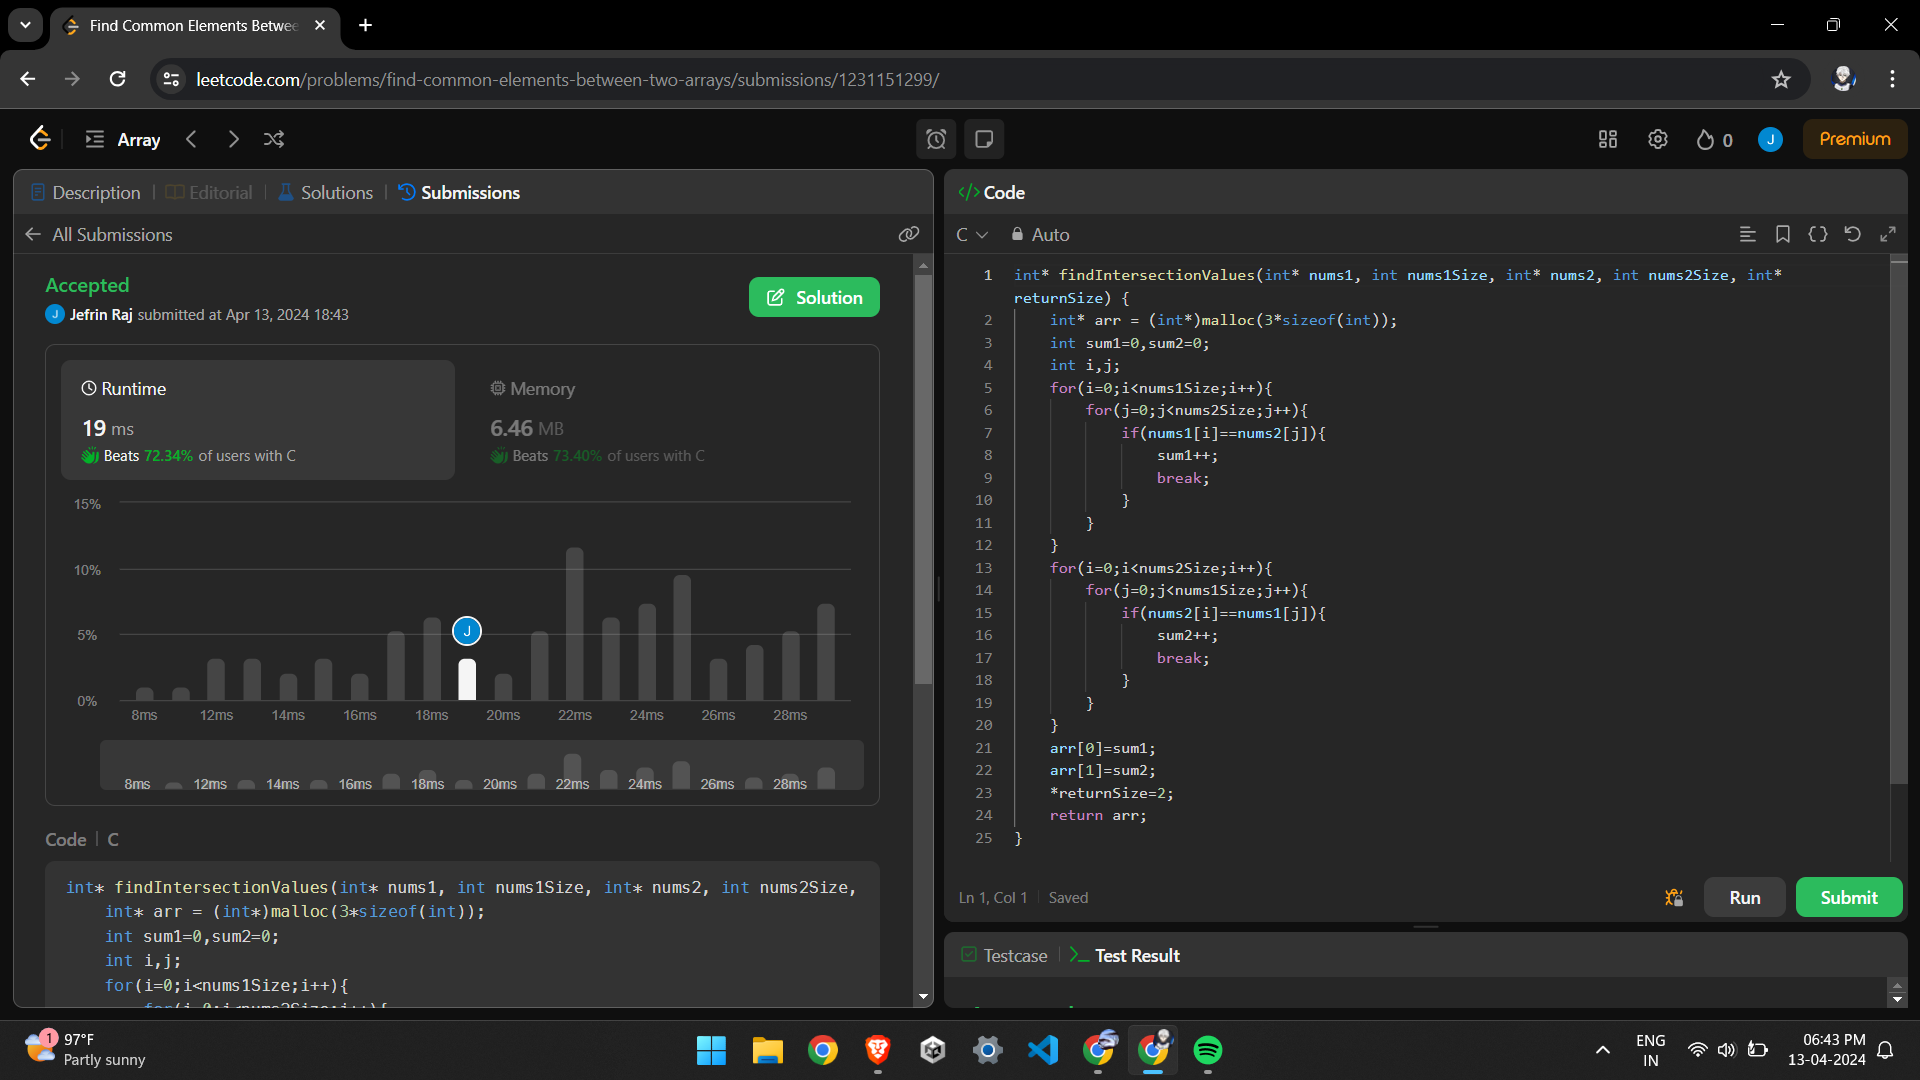 Find Common Elements Betwee
leetcode.com/problems/find-common-elements-between-two-arrays/submissions/1231151299/
Array
0
J
Premium
Description
Editorial
Solutions
Submissions
All Submissions
Accepted
J Jefrin Raj submitted at Apr 13, 2024 18:43
Solution
Runtime
19 ms
Beats 72.34% of users with C
Memory
6.46 MB
Beats 73.40% of users with C
15%
10%
5%
0%
J
8ms 12ms 14ms 16ms 18ms 20ms 22ms 24ms 26ms 28ms
8ms 12ms 14ms 16ms 18ms 20ms 22ms 24ms 26ms 28ms
Code | C
int* findIntersectionValues(int* nums1, int nums1Size, int* nums2, int nums2Size,
int* arr = (int*)malloc(3*sizeof(int));
int sum1=0,sum2=0;
int i,j;
for(i=0;i<nums1Size;i++){
for(j=0;j<nums2Size;j++){
</> Code
C
Auto
1 int* findIntersectionValues(int* nums1, int nums1Size, int* nums2, int nums2Size, int*
returnSize) {
2 int* arr = (int*)malloc(3*sizeof(int));
3 int sum1=0,sum2=0;
4 int i,j;
5 for(i=0;i<nums1Size;i++){
6 for(j=0;j<nums2Size;j++){
7 if(nums1[i]==nums2[j]){
8 sum1++;
9 break;
10 }
11 }
12 }
13 for(i=0;i<nums2Size;i++){
14 for(j=0;j<nums1Size;j++){
15 if(nums2[i]==nums1[j]){
16 sum2++;
17 break;
18 }
19 }
20 }
21 arr[0]=sum1;
22 arr[1]=sum2;
23 *returnSize=2;
24 return arr;
25 }
Ln 1, Col 1 | Saved
Run
Submit
Testcase
Test Result
1
97°F
Partly sunny
ENG
IN
06:43 PM
13-04-2024